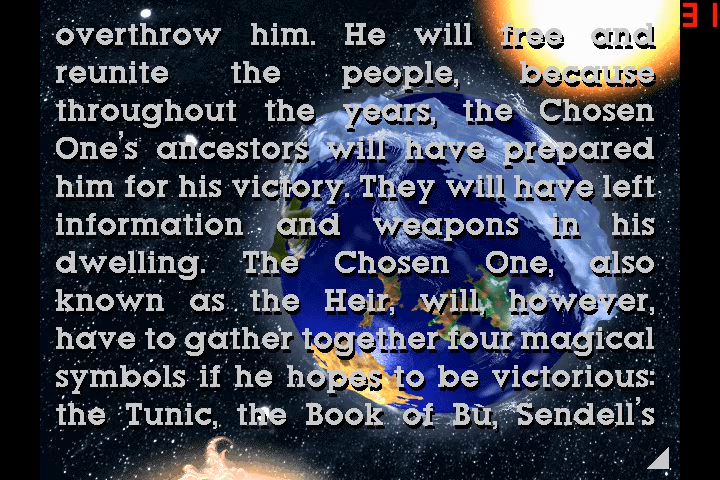 31
overthrow him. He will free and
reunite the people, because
throughout the years, the Chosen
One's ancestors will have prepared
him for his victory. They will have left
information and weapons in his
dwelling. The Chosen One, also
known as the Heir, will, however,
have to gather together four magical
symbols if he hopes to be victorious:
the Tunic, the Book of Bù, Sendell's